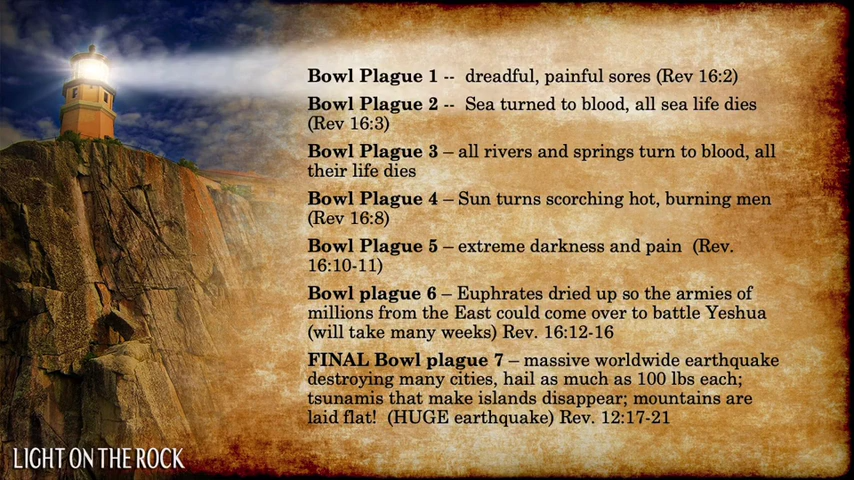 Bowl Plague 1 --  dreadful, painful sores (Rev 16:2)
Bowl Plague 2 --  Sea turned to blood, all sea life dies
(Rev 16:3)
Bowl Plague 3 – all rivers and springs turn to blood, all
their life dies
Bowl Plague 4 – Sun turns scorching hot, burning men
(Rev 16:8)
Bowl Plague 5 – extreme darkness and pain  (Rev.
16:10-11)
Bowl plague 6 – Euphrates dried up so the armies of
millions from the East could come over to battle Yeshua
(will take many weeks) Rev. 16:12-16
FINAL Bowl plague 7 – massive worldwide earthquake
destroying many cities, hail as much as 100 lbs each;
tsunamis that make islands disappear; mountains are
laid flat!  (HUGE earthquake) Rev. 12:17-21
LIGHT ON THE ROCK